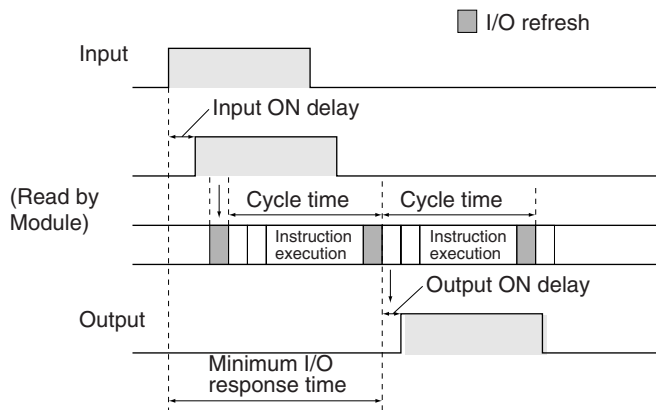 I/O refresh
Input
Input ON delay
(Read by
Module)
Cycle time
Cycle time
Instruction
execution
Instruction
execution
Output ON delay
Output
Minimum I/O
response time